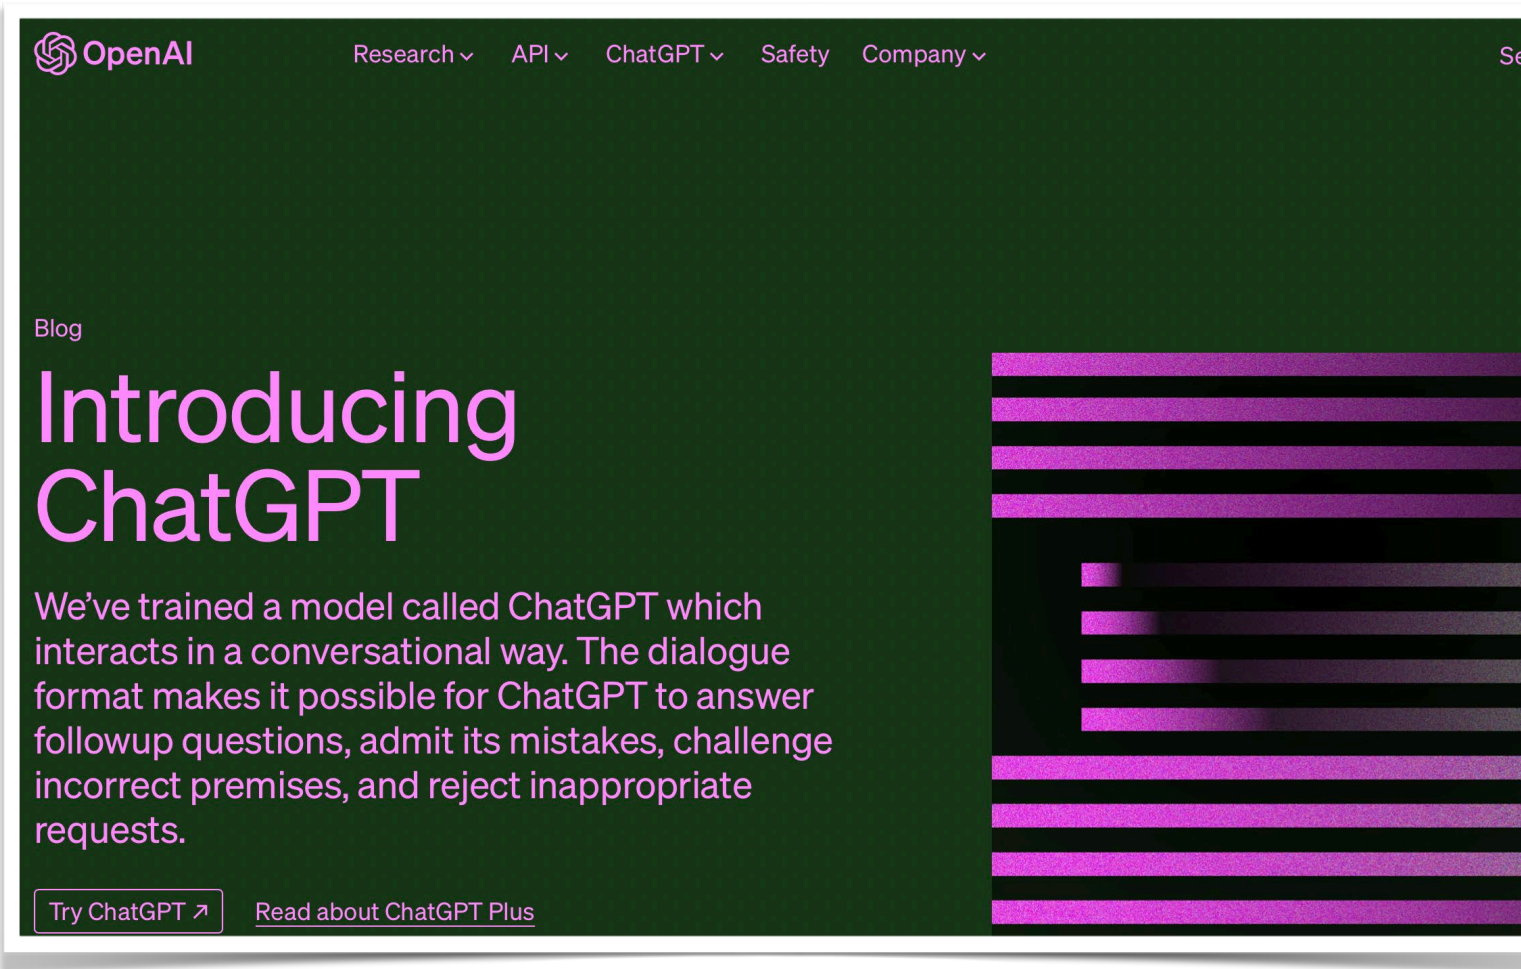 OpenAI
Research API ChatGPT Safety Company
Blog
Introducing
ChatGPT
We’ve trained a model called ChatGPT which
interacts in a conversational way. The dialogue
format makes it possible for ChatGPT to answer
followup questions, admit its mistakes, challenge
incorrect premises, and reject inappropriate
requests.
Try ChatGPT ↗ Read about ChatGPT Plus